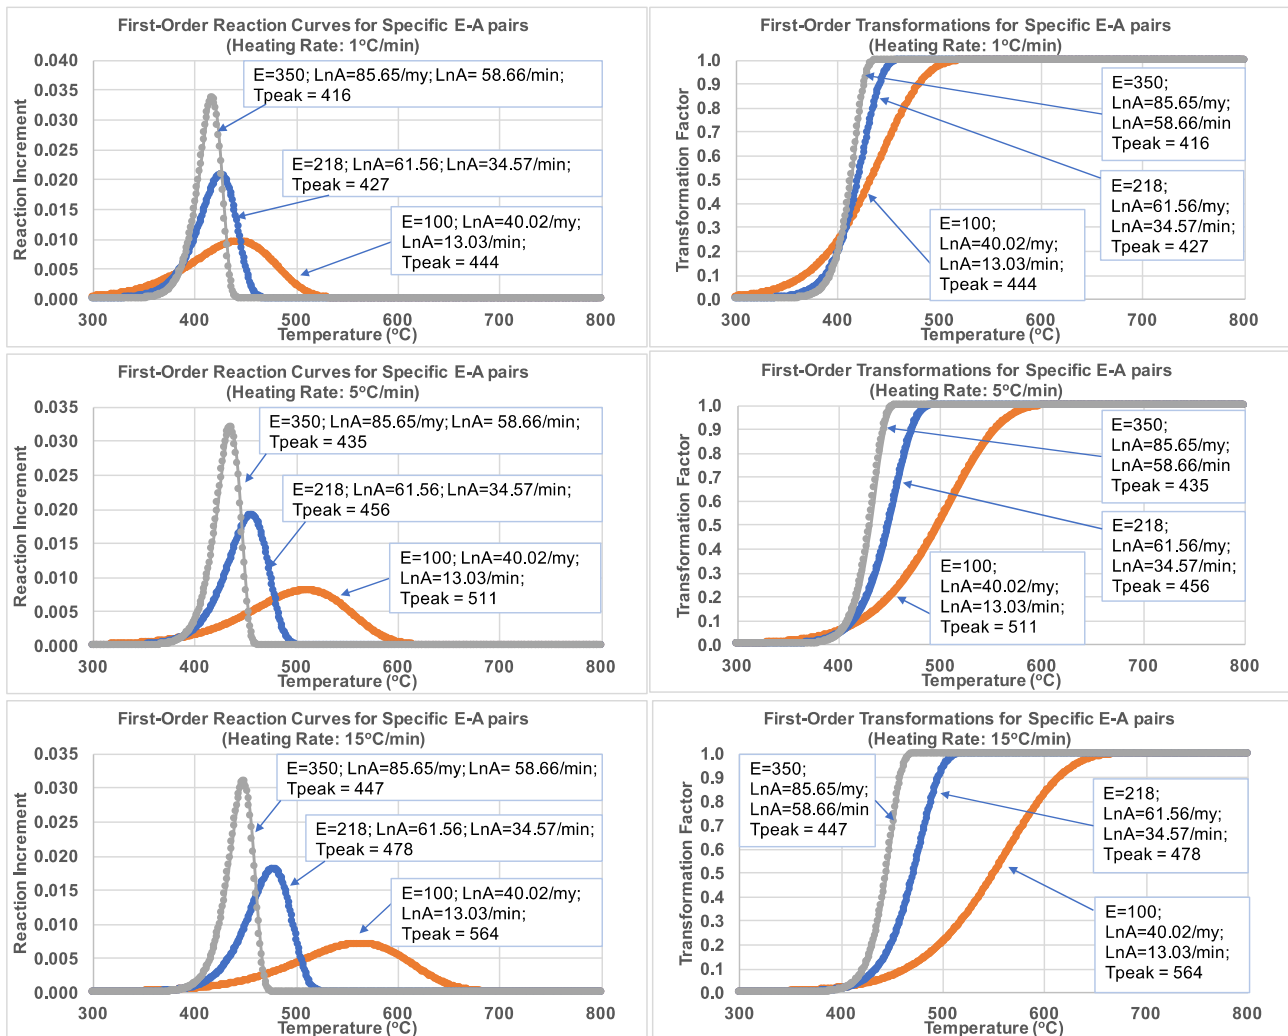 First-Order Reaction Curves for Specific E-A pairs
(Heating Rate: 1°C/min)
Reaction Increment
0.040
0.035
0.030
0.025
0.020
0.015
0.010
0.005
0.000
E=350; LnA=85.65/my; LnA= 58.66/min;
Tpeak = 416
E=218; LnA=61.56; LnA=34.57/min;
Tpeak = 427
E=100; LnA=40.02/my;
LnA=13.03/min;
Tpeak = 444
300 400 500 600 700 800
Temperature (°C)
First-Order Transformations for Specific E-A pairs
(Heating Rate: 1°C/min)
Transformation Factor
1.0
0.9
0.8
0.7
0.6
0.5
0.4
0.3
0.2
0.1
0.0
E=350;
LnA=85.65/my;
LnA=58.66/min
Tpeak = 416
E=218;
LnA=61.56/my;
LnA=34.57/min;
Tpeak = 427
E=100;
LnA=40.02/my;
LnA=13.03/min;
Tpeak = 444
300 400 500 600 700 800
Temperature (°C)
First-Order Reaction Curves for Specific E-A pairs
(Heating Rate: 5°C/min)
Reaction Increment
0.035
0.030
0.025
0.020
0.015
0.010
0.005
0.000
E=350; LnA=85.65/my; LnA= 58.66/min;
Tpeak = 435
E=218; LnA=61.56; LnA=34.57/min;
Tpeak = 456
E=100; LnA=40.02/my;
LnA=13.03/min;
Tpeak = 511
300 400 500 600 700 800
Temperature (°C)
First-Order Transformations for Specific E-A pairs
(Heating Rate: 5°C/min)
Transformation Factor
1.0
0.9
0.8
0.7
0.6
0.5
0.4
0.3
0.2
0.1
0.0
E=350;
LnA=85.65/my;
LnA=58.66/min
Tpeak = 435
E=218;
LnA=61.56/my;
LnA=34.57/min;
Tpeak = 456
E=100;
LnA=40.02/my;
LnA=13.03/min;
Tpeak = 511
300 400 500 600 700 800
Temperature (°C)
First-Order Reaction Curves for Specific E-A pairs
(Heating Rate: 15°C/min)
Reaction Increment
0.035
0.030
0.025
0.020
0.015
0.010
0.005
0.000
E=350; LnA=85.65/my; LnA= 58.66/min;
Tpeak = 447
E=218; LnA=61.56; LnA=34.57/min;
Tpeak = 478
E=100; LnA=40.02/my;
LnA=13.03/min;
Tpeak = 564
300 400 500 600 700 800
Temperature (°C)
First-Order Transformations for Specific E-A pairs
(Heating Rate: 15°C/min)
Transformation Factor
1.0
0.9
0.8
0.7
0.6
0.5
0.4
0.3
0.2
0.1
0.0
E=350;
LnA=85.65/my;
LnA=58.66/min
Tpeak = 447
E=218;
LnA=61.56/my;
LnA=34.57/min;
Tpeak = 478
E=100;
LnA=40.02/my;
LnA=13.03/min;
Tpeak = 564
300 400 500 600 700 800
Temperature (°C)